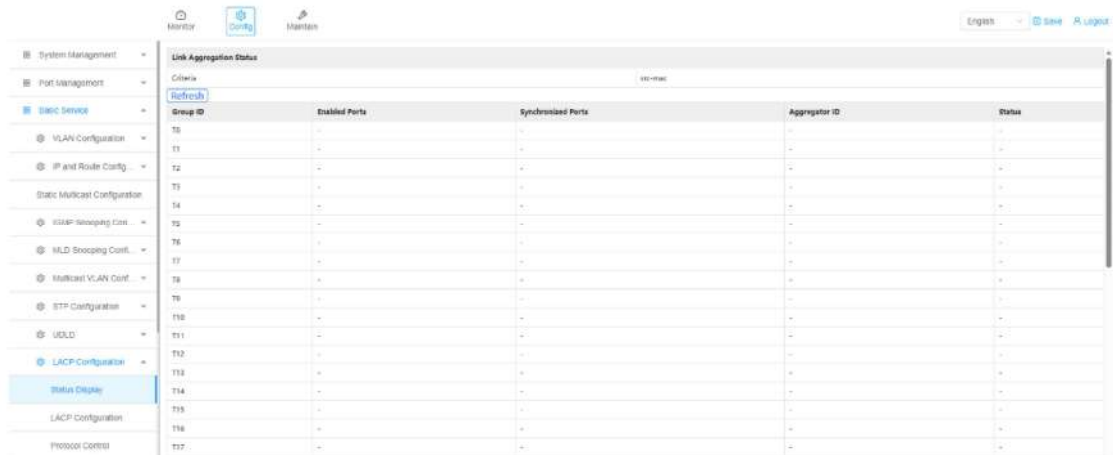 Monitor
Config
Maintain
English
Save
Logout
System Management
Port Management
Basic Service
VLAN Configuration
IP and Route Config...
Static Multicast Configuration
IGMP Snooping Con...
MLD Snooping Confi...
Multicast VLAN Conf...
STP Configuration
UDLD
LACP Configuration
Status Display
LACP Configuration
Protocol Control
Link Aggregation Status
Criteria src-mac
Refresh
Group ID Enabled Ports Synchronized Ports Aggregator ID Status
T0 - - - -
T1 - - - -
T2 - - - -
T3 - - - -
T4 - - - -
T5 - - - -
T6 - - - -
T7 - - - -
T8 - - - -
T9 - - - -
T10 - - - -
T11 - - - -
T12 - - - -
T13 - - - -
T14 - - - -
T15 - - - -
T16 - - - -
T17 - - - -